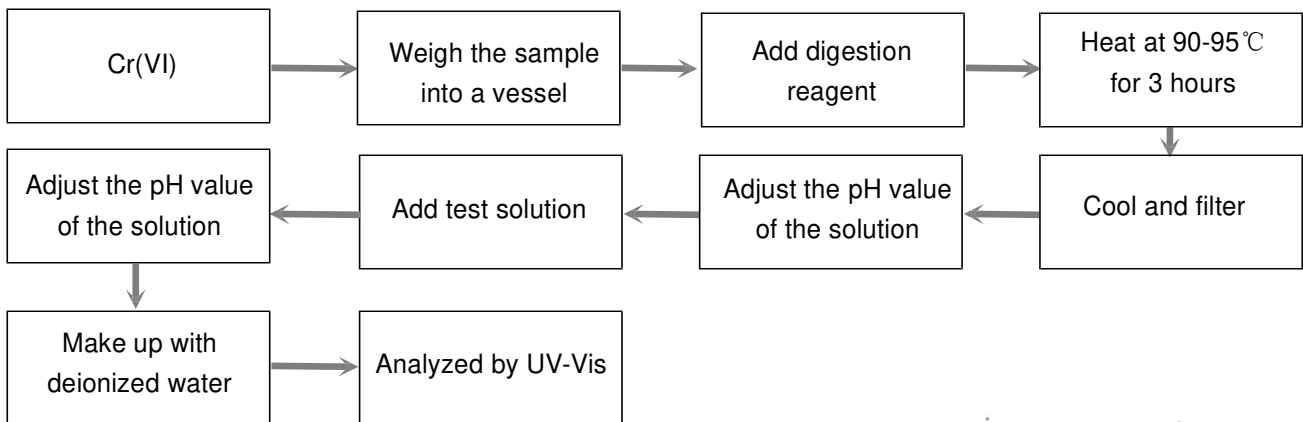 Cr(VI)
Weigh the sample
into a vessel
Add digestion
reagent
Heat at 90-95℃
for 3 hours
Cool and filter
Adjust the pH value
of the solution
Add test solution
Adjust the pH value
of the solution
Make up with
deionized water
Analyzed by UV-Vis